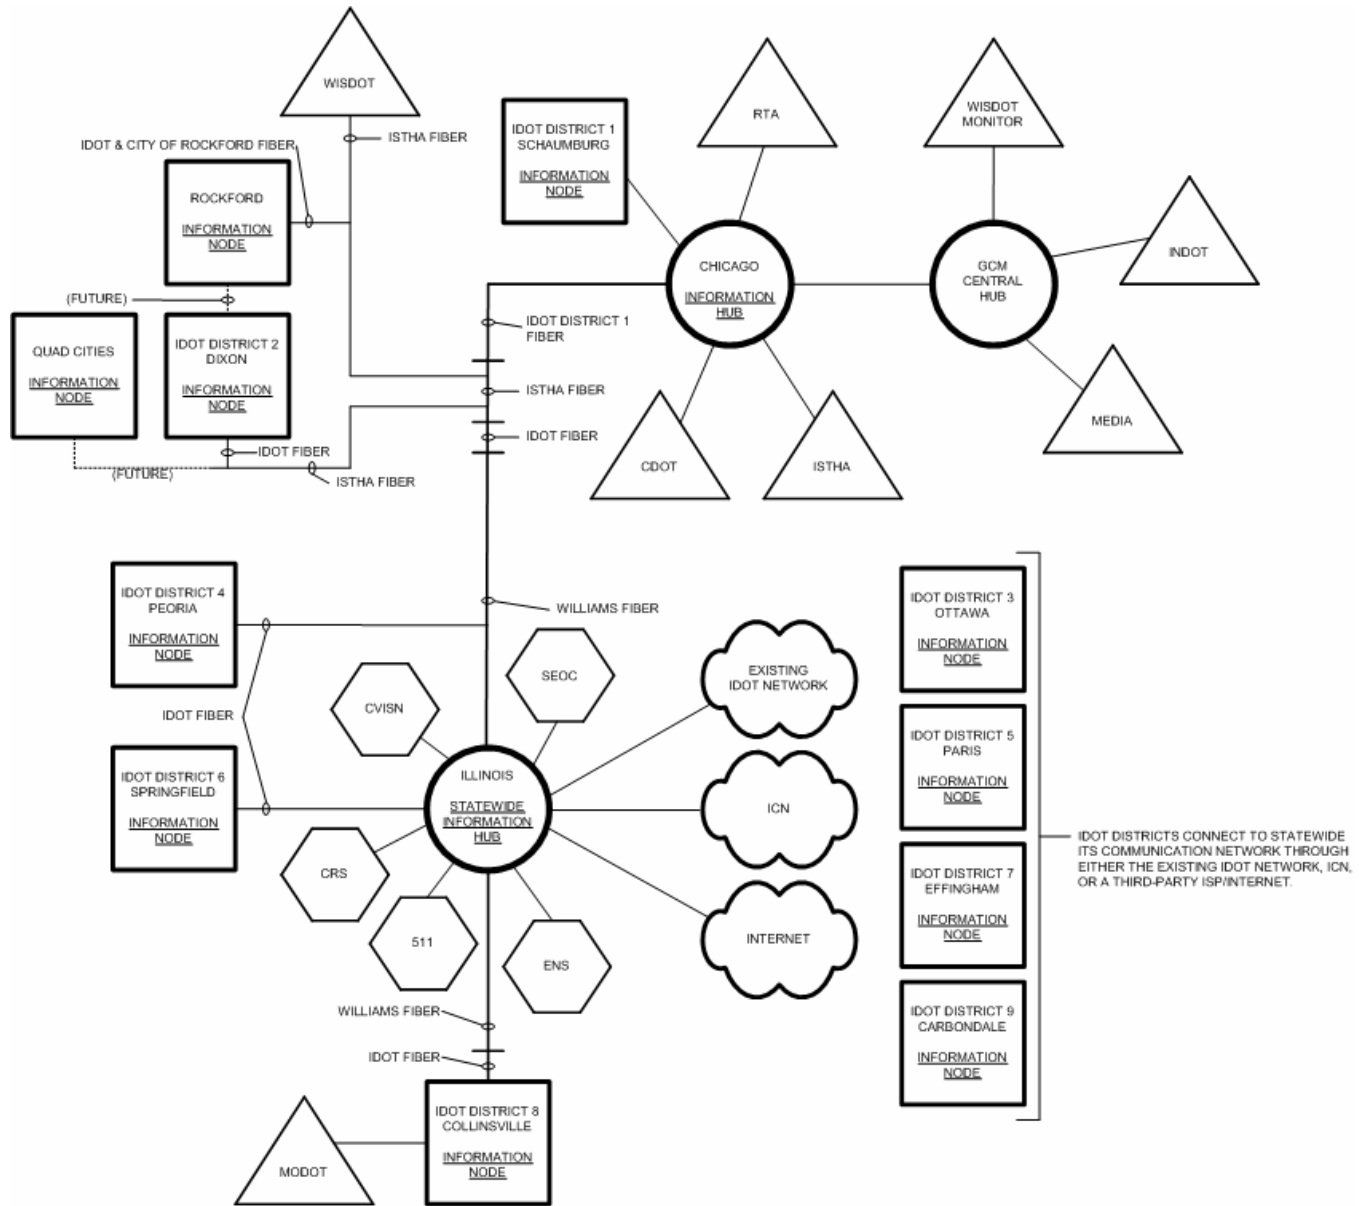 WISDOT
ISTHA FIBER
IDOT & CITY OF ROCKFORD FIBER
ROCKFORD
INFORMATION
NODE
(FUTURE)
QUAD CITIES
INFORMATION
NODE
IDOT DISTRICT 2
DIXON
INFORMATION
NODE
IDOT FIBER
(FUTURE)
ISTHA FIBER
IDOT DISTRICT 1
SCHAUMBURG
INFORMATION
NODE
RTA
WISDOT
MONITOR
INDOT
CHICAGO
INFORMATION
HUB
GCM
CENTRAL
HUB
IDOT DISTRICT 1
FIBER
ISTHA FIBER
IDOT FIBER
CDOT
ISTHA
MEDIA
IDOT DISTRICT 4
PEORIA
INFORMATION
NODE
WILLIAMS FIBER
IDOT FIBER
IDOT DISTRICT 6
SPRINGFIELD
INFORMATION
NODE
CVISN
SEOC
ILLINOIS
STATEWIDE
INFORMATION
HUB
CRS
511
ENS
EXISTING
IDOT NETWORK
ICN
INTERNET
IDOT DISTRICT 3
OTTAWA
INFORMATION
NODE
IDOT DISTRICT 5
PARIS
INFORMATION
NODE
IDOT DISTRICT 7
EFFINGHAM
INFORMATION
NODE
IDOT DISTRICT 9
CARBONDALE
INFORMATION
NODE
IDOT DISTRICTS CONNECT TO STATEWIDE
ITS COMMUNICATION NETWORK THROUGH
EITHER THE EXISTING IDOT NETWORK, ICN,
OR A THIRD-PARTY ISP/INTERNET.
WILLIAMS FIBER
IDOT FIBER
IDOT DISTRICT 8
COLLINSVILLE
INFORMATION
NODE
MODOT